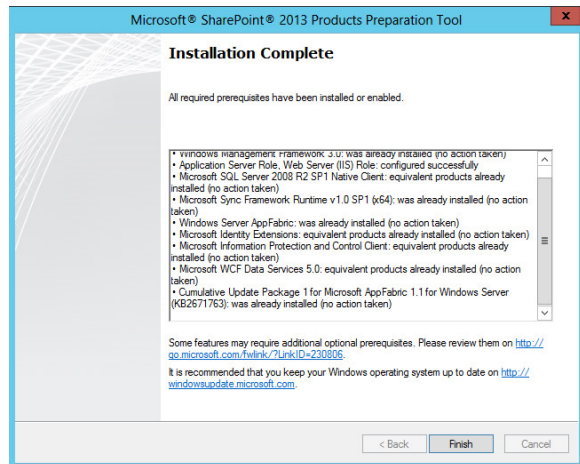 Microsoft® SharePoint® 2013 Products Preparation Tool
x
Installation Complete
All required prerequisites have been installed or enabled.
• Windows Management Framework 3.0: was already installed (no action taken)
• Application Server Role, Web Server (IIS) Role: configured successfully
• Microsoft SQL Server 2008 R2 SP1 Native Client: equivalent products already
installed (no action taken)
• Microsoft Sync Framework Runtime v1.0 SP1 (x64): was already installed (no action
taken)
• Windows Server AppFabric: was already installed (no action taken)
• Microsoft Identity Extensions: equivalent products already installed (no action taken)
• Microsoft Information Protection and Control Client: equivalent products already
installed (no action taken)
• Microsoft WCF Data Services 5.0: equivalent products already installed (no action
taken)
• Cumulative Update Package 1 for Microsoft AppFabric 1.1 for Windows Server
(KB2671763): was already installed (no action taken)
Some features may require additional optional prerequisites. Please review them on http://
go.microsoft.com/fwlink/?LinkID=230806.
It is recommended that you keep your Windows operating system up to date on http://
windowsupdate.microsoft.com.
< Back
Finish
Cancel